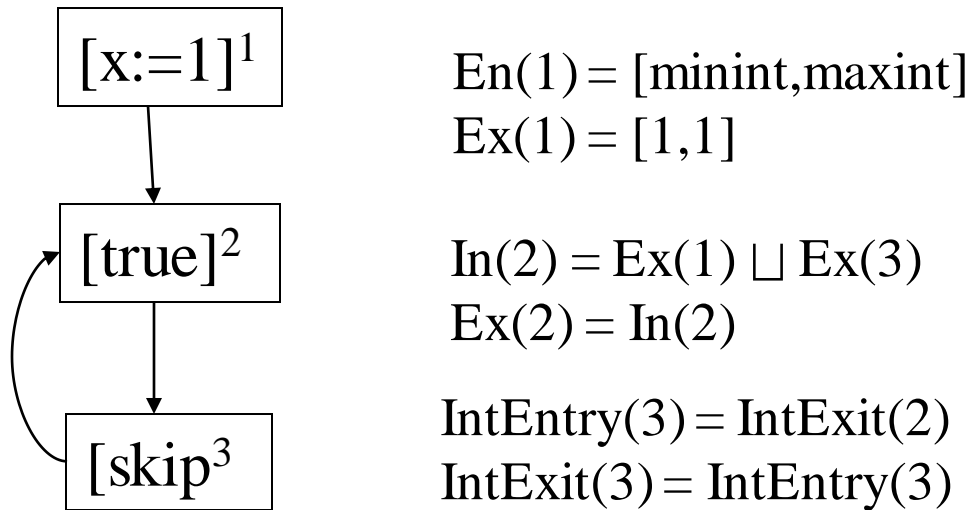 [x:=1]¹
[true]²
[skip³
En(1) = [minint,maxint]
Ex(1) = [1,1]
In(2) = Ex(1) ⊔ Ex(3)
Ex(2) = In(2)
IntEntry(3) = IntExit(2)
IntExit(3) = IntEntry(3)